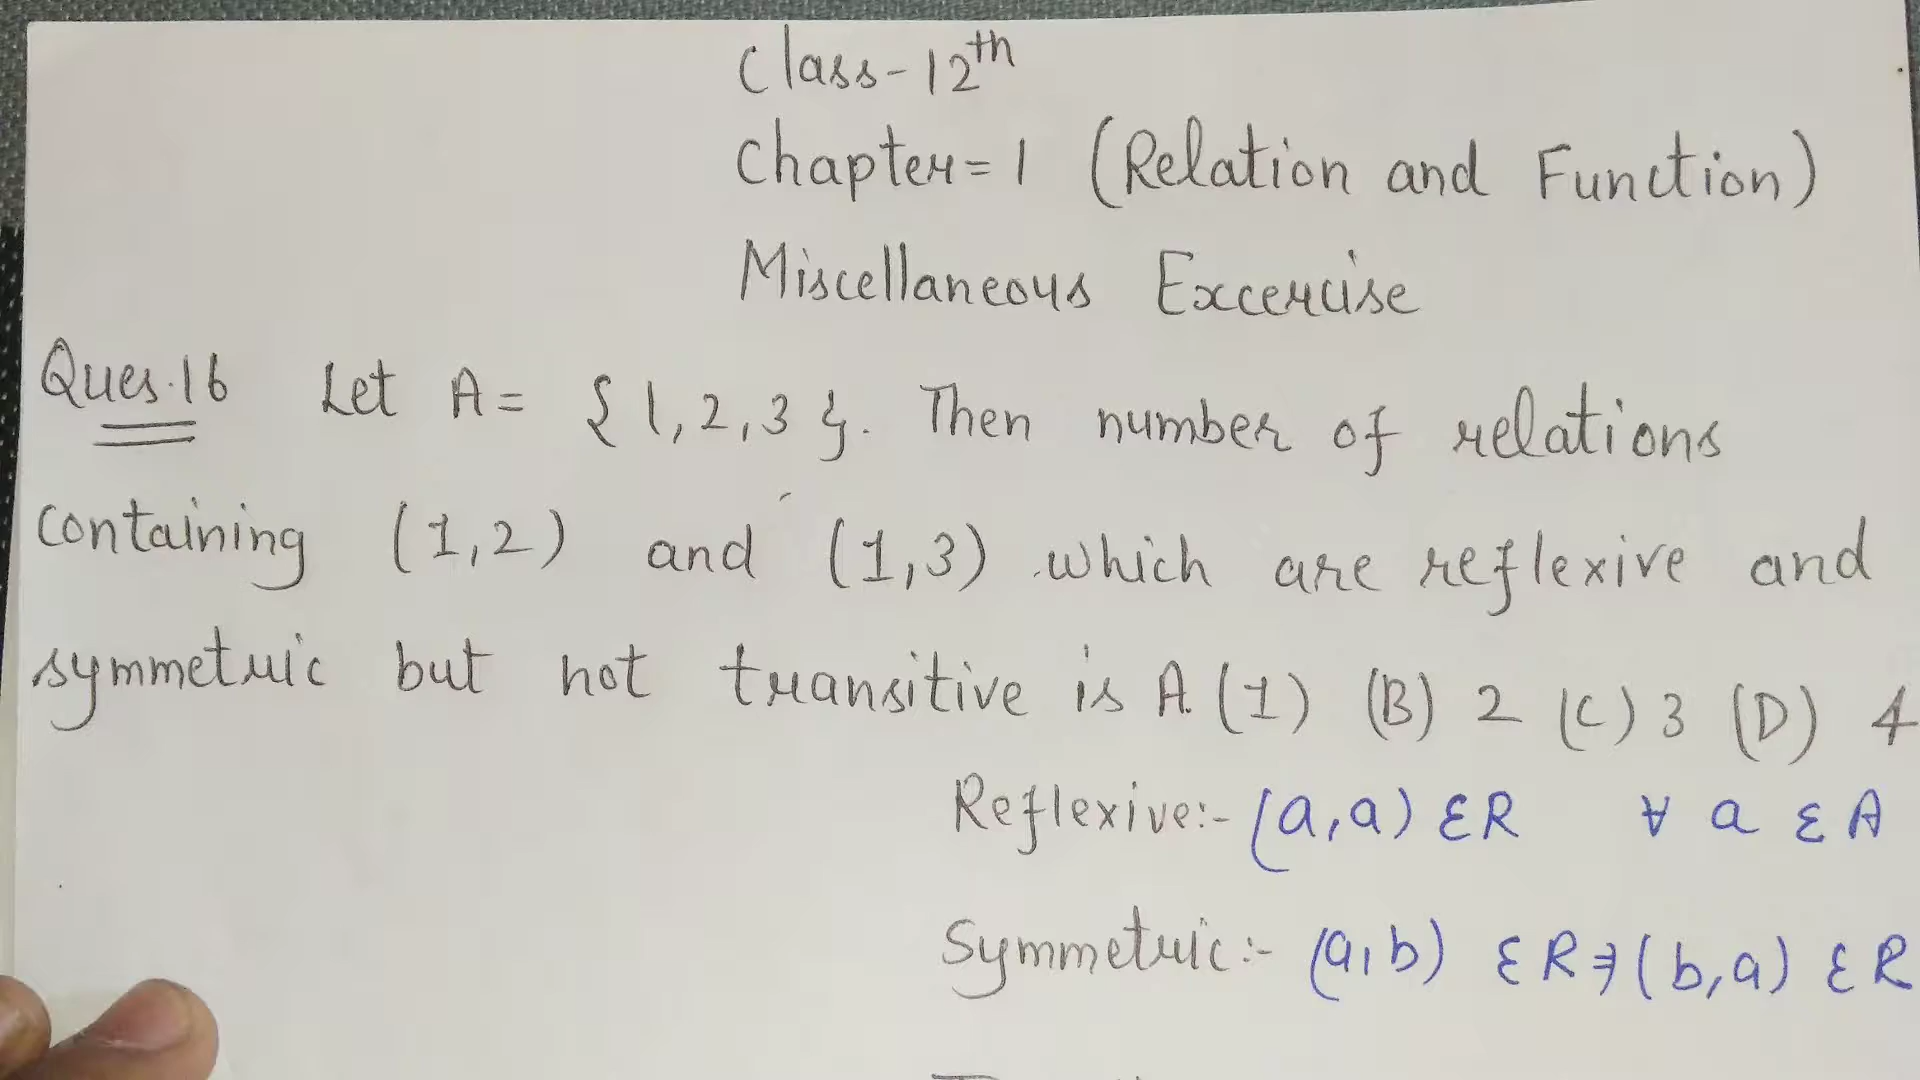 Class-12th
Chapter=1 (Relation and Function)
Miscellaneous Excercise
Ques.16 Let A= {1,2,3}. Then number of relations
containing (1,2) and (1,3) which are reflexive and
symmetric but not transitive is A.(1) (B) 2 (C) 3 (D) 4
Reflexive:- (a,a) ƐR ∀ a Ɛ A
Symmetric:- (a,b) Ɛ R⇒(b,a) Ɛ R